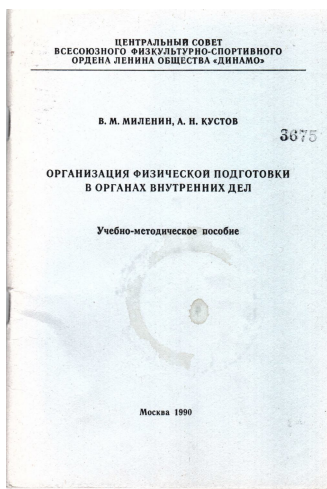 ЦЕНТРАЛЬНЫЙ СОВЕТ
ВСЕСОЮЗНОГО ФИЗКУЛЬТУРНО-СПОРТИВНОГО
ОРДЕНА ЛЕНИНА ОБЩЕСТВА «ДИНАМО»
В. М. МИЛЕНИН, А. Н. КУСТОВ
3675
ОРГАНИЗАЦИЯ ФИЗИЧЕСКОЙ ПОДГОТОВКИ
В ОРГАНАХ ВНУТРЕННИХ ДЕЛ
Учебно-методическое пособие
Москва 1990